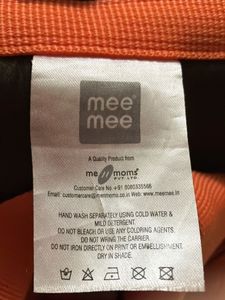 mee
mee
A Quality Product from
me moms
PVT. LTD.
Customer Care No +91 8080335566
Email: customercare@memoms.co.in www.meemee.in
HAND WASH SEPARATELY USING COLD WATER &
MILD DETERGENT.
DO NOT BLEACH OR USE ANY COLORING AGENTS.
DO NOT WRING THE CARRIER.
DO NOT IRON DIRECTLY ON PRINT OR EMBELLISHMENT.
DRY IN SHADE.